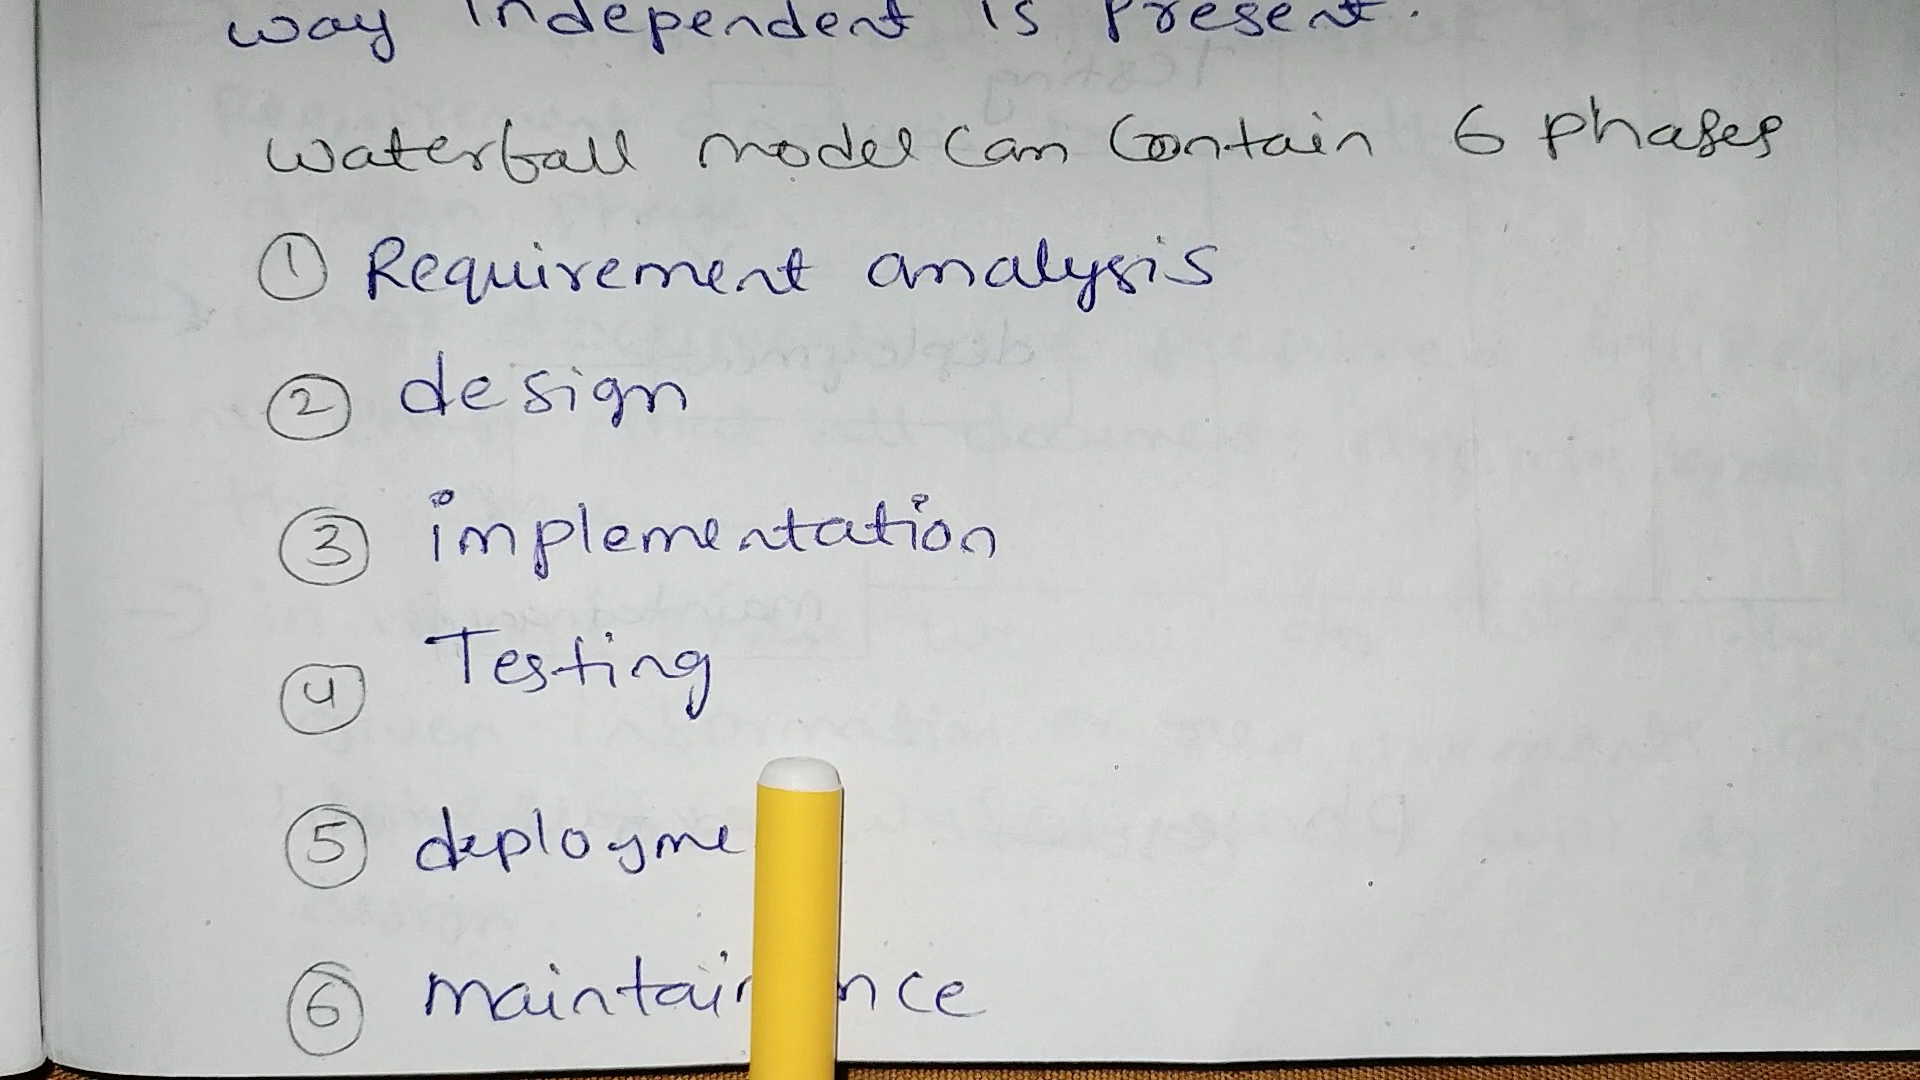 way independent is present.
Waterfall model can contain 6 phases
① Requirement analysis
② design
③ implementation
④ Testing
⑤ deployme
⑥ maintai nce